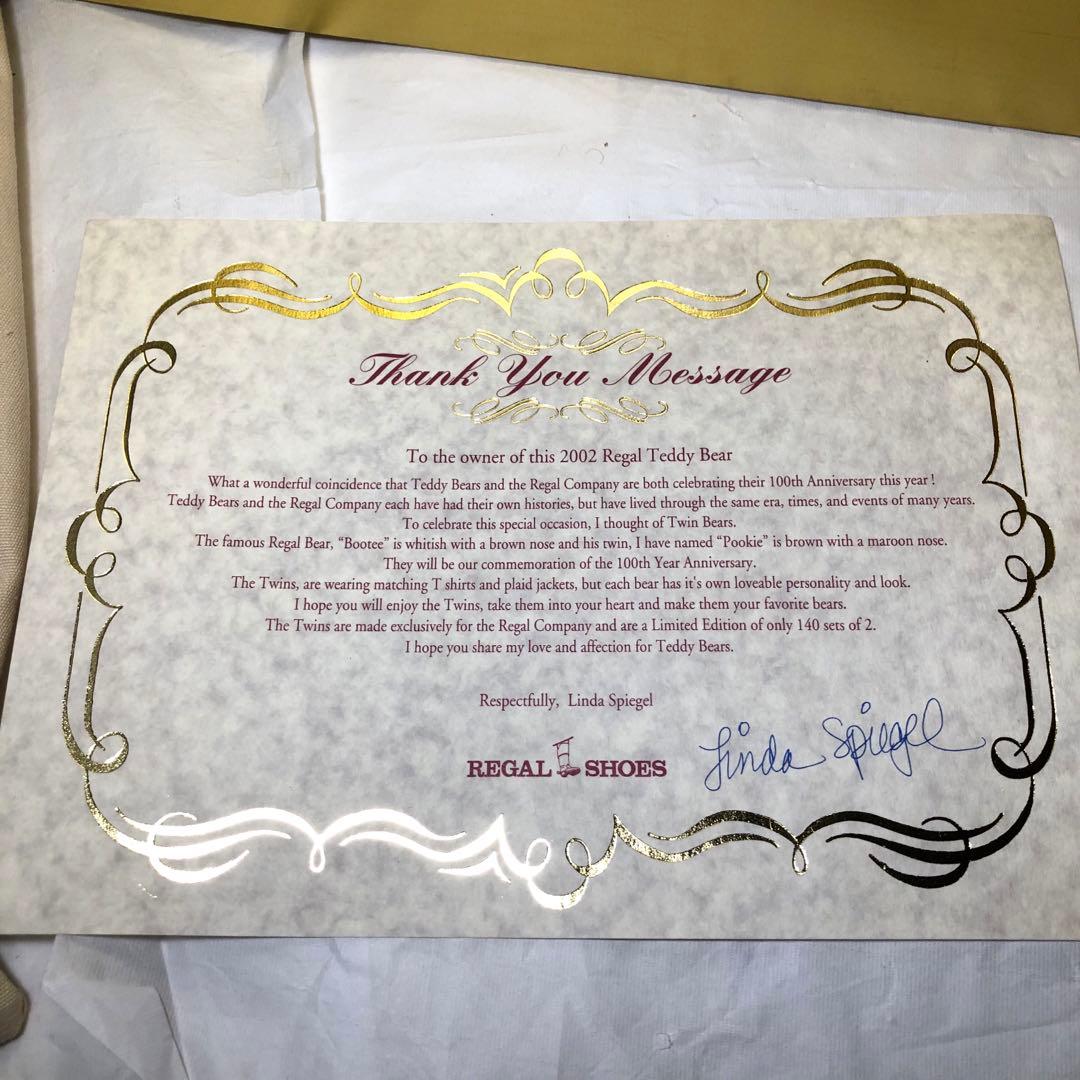 Thank You Message
To the owner of this 2002 Regal Teddy Bear
What a wonderful coincidence that Teddy Bears and the Regal Company are both celebrating their 100th Anniversary this year !
Teddy Bears and the Regal Company each have had their own histories, but have lived through the same era, times, and events of many years.
To celebrate this special occasion, I thought of Twin Bears.
The famous Regal Bear, “Bootee” is whitish with a brown nose and his twin, I have named “Pookie” is brown with a maroon nose.
They will be our commemoration of the 100th Year Anniversary.
The Twins, are wearing matching T shirts and plaid jackets, but each bear has it's own loveable personality and look.
I hope you will enjoy the Twins, take them into your heart and make them your favorite bears.
The Twins are made exclusively for the Regal Company and are a Limited Edition of only 140 sets of 2.
I hope you share my love and affection for Teddy Bears.
Respectfully, Linda Spiegel
REGAL SHOES
Linda Spiegel